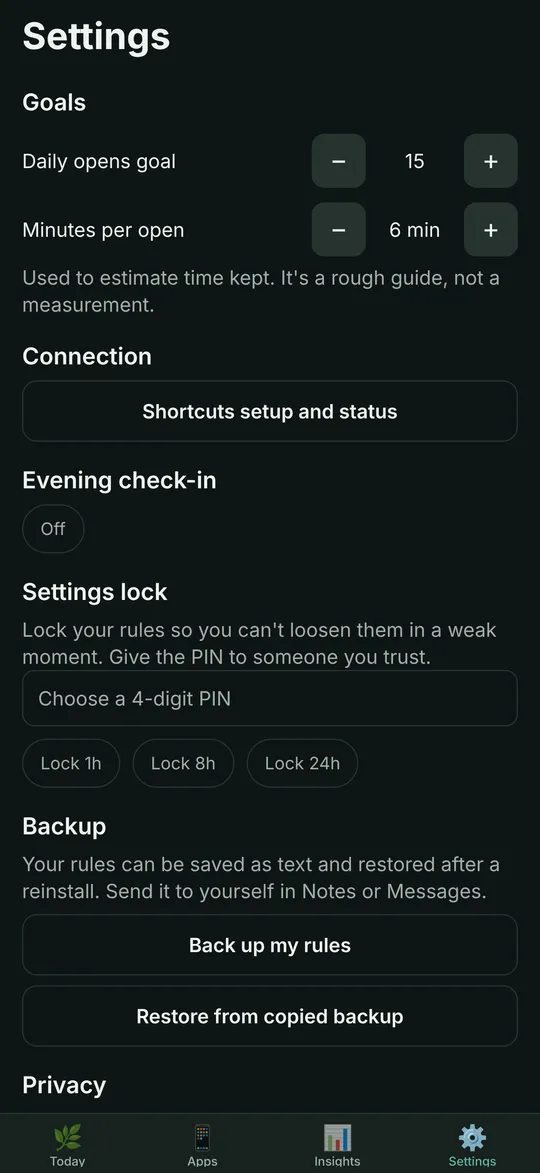 Settings
Goals
Daily opens goal − 15 +
Minutes per open − 6 min +
Used to estimate time kept. It's a rough guide, not a
measurement.
Connection
Shortcuts setup and status
Evening check-in
Off
Settings lock
Lock your rules so you can't loosen them in a weak
moment. Give the PIN to someone you trust.
Choose a 4-digit PIN
Lock 1h Lock 8h Lock 24h
Backup
Your rules can be saved as text and restored after a
reinstall. Send it to yourself in Notes or Messages.
Back up my rules
Restore from copied backup
Privacy
Today Apps Insights Settings